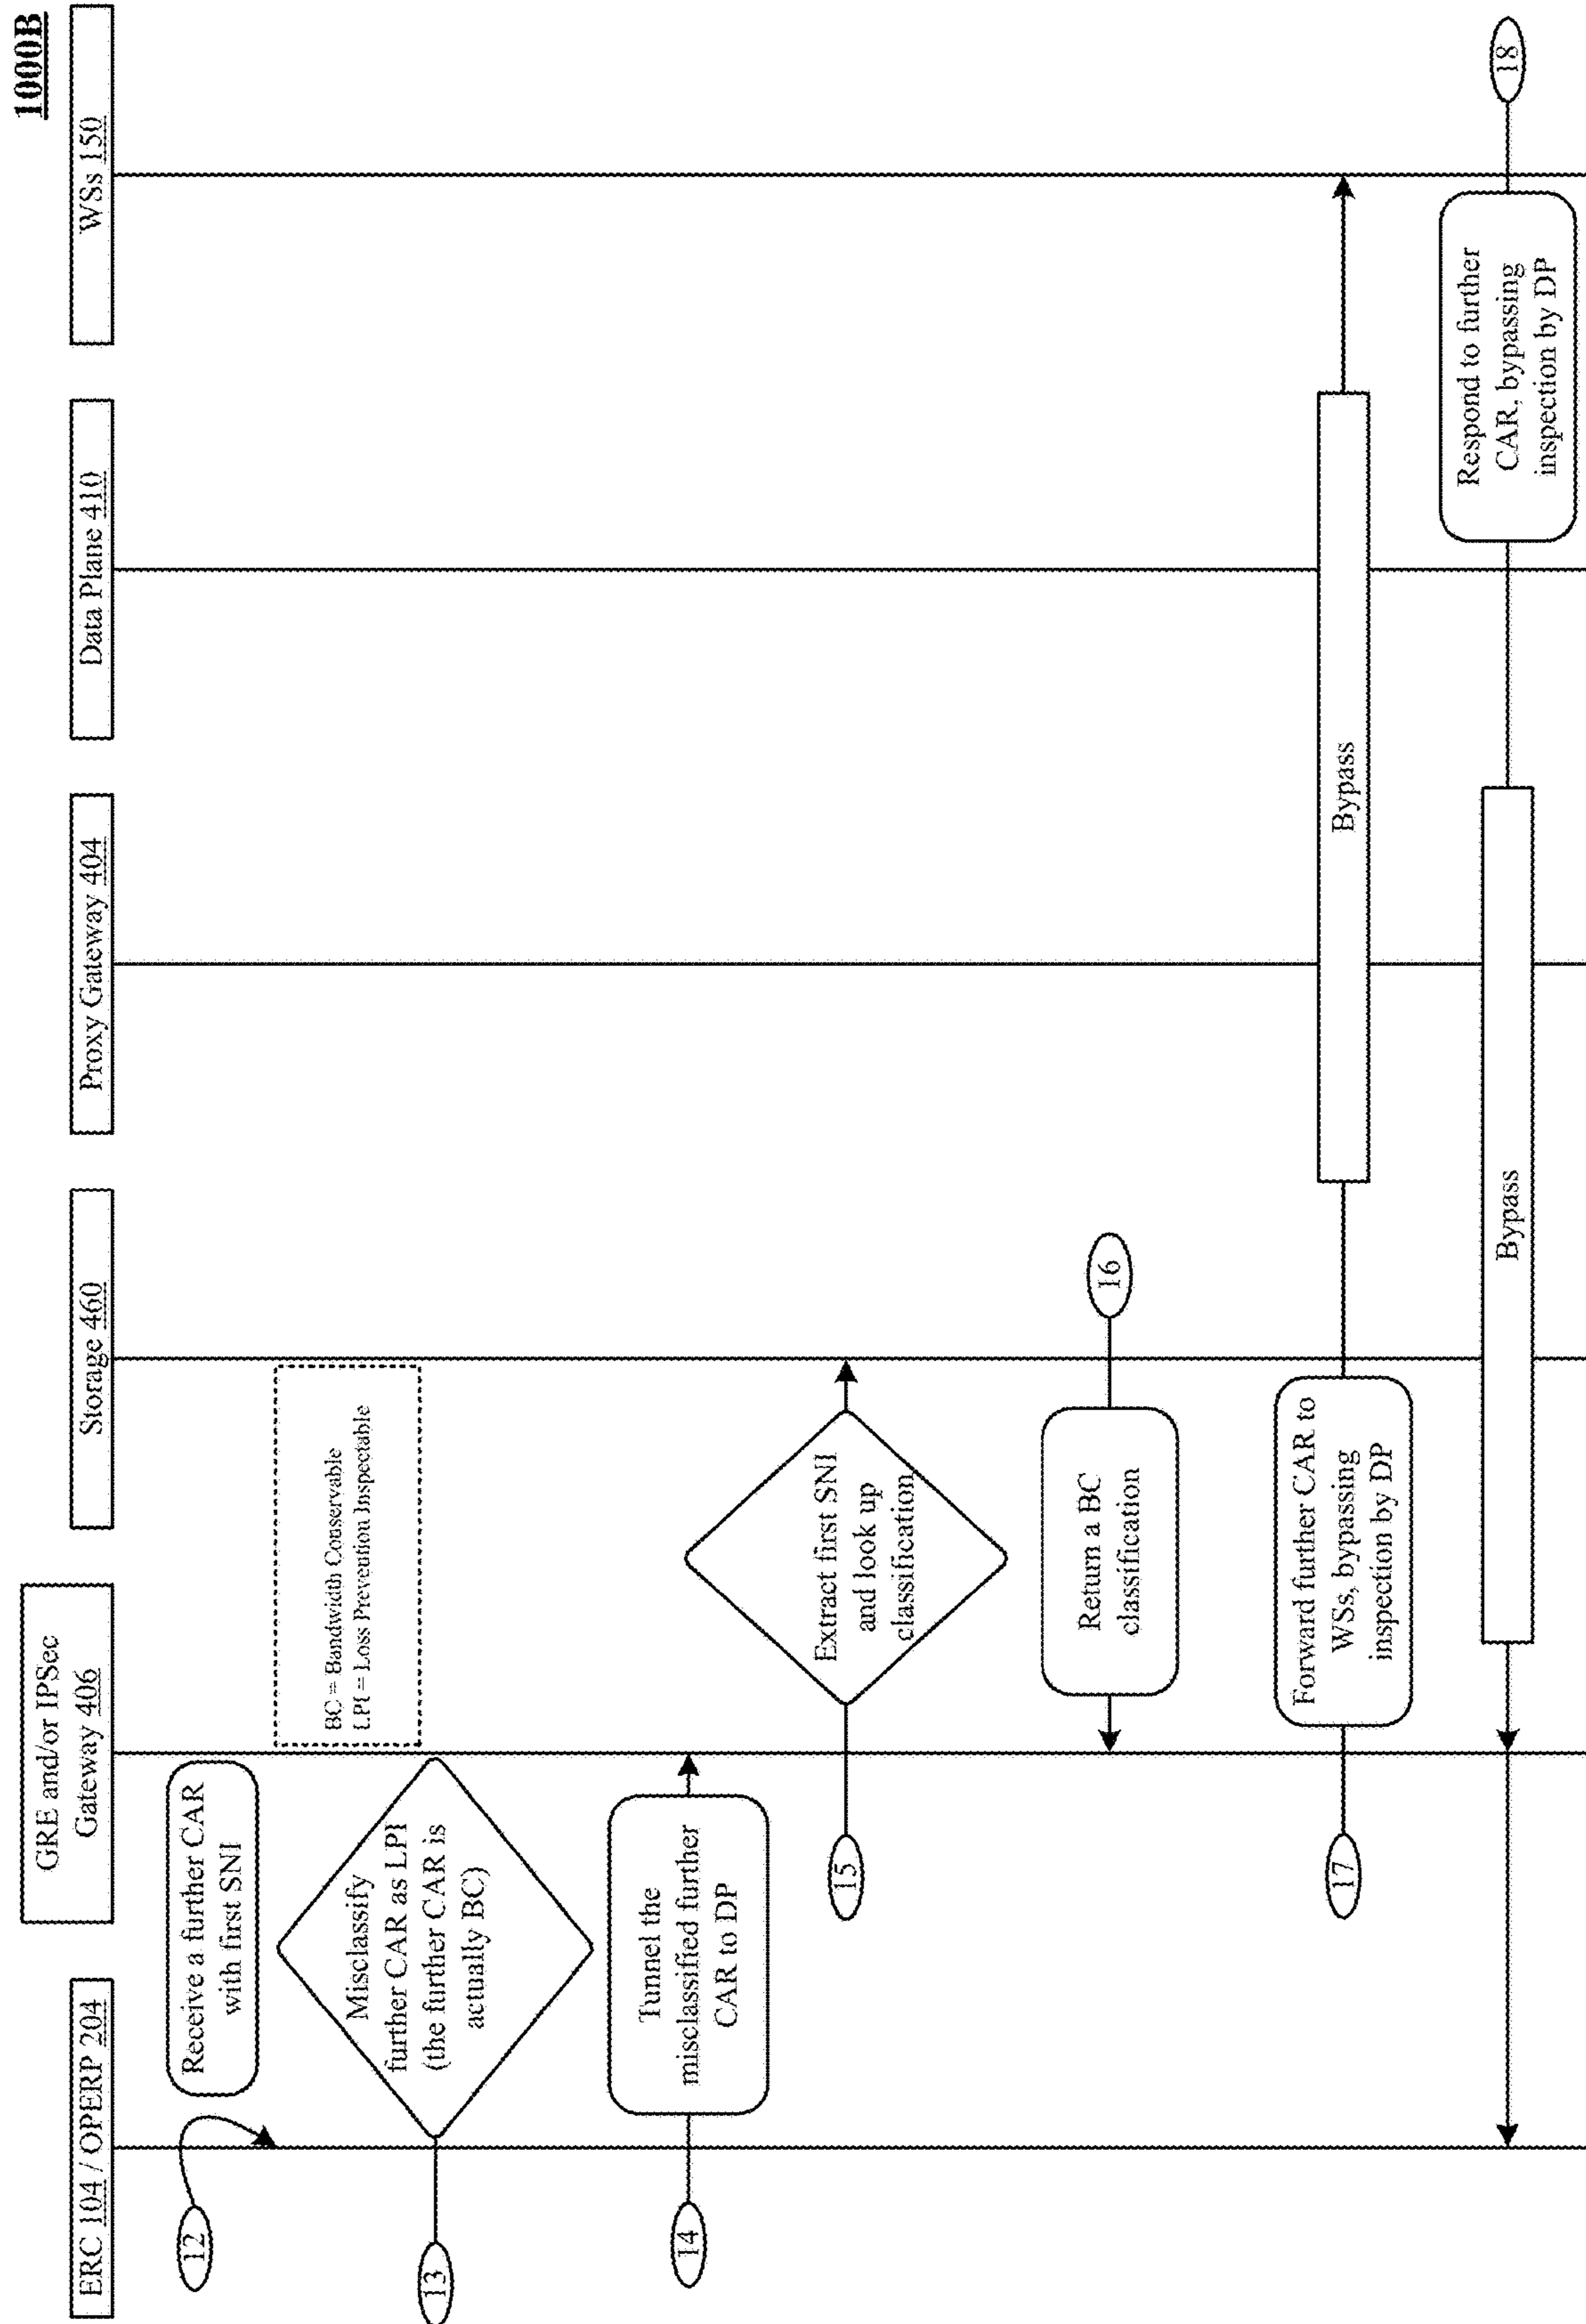 1000B
ERC 104 / OPERP 204
GRE and/or IPSec
Gateway 406
Storage 460
Proxy Gateway 404
Data Plane 410
WSs 150
12
Receive a further CAR
with first SNI
BC = Bandwidth Conservable
LPI = Loss Prevention Inspectable
13
Misclassify
further CAR as LPI
(the further CAR is
actually BC)
14
Tunnel the
misclassified further
CAR to DP
15
Extract first SNI
and look up
classification
16
Return a BC
classification
17
Forward further CAR to
WSs, bypassing
inspection by DP
Bypass
18
Respond to further
CAR, bypassing
inspection by DP
Bypass